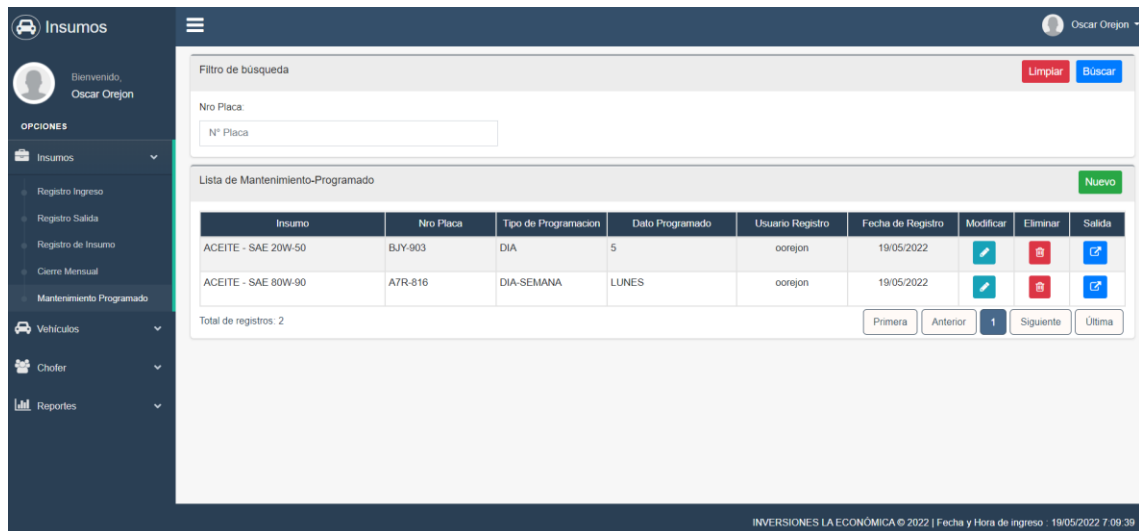 Insumos
Oscar Orejon
Bienvenido,
Oscar Orejon
OPCIONES
Insumos
Registro Ingreso
Registro Salida
Registro de Insumo
Cierre Mensual
Mantenimiento Programado
Vehículos
Chofer
Reportes
Filtro de búsqueda
Limpiar Búscar
Nro Placa:
N° Placa
Lista de Mantenimiento-Programado
Nuevo
Insumo Nro Placa Tipo de Programacion Dato Programado Usuario Registro Fecha de Registro Modificar Eliminar Salida
ACEITE - SAE 20W-50 BJY-903 DIA 5 oorejon 19/05/2022
ACEITE - SAE 80W-90 A7R-816 DIA-SEMANA LUNES oorejon 19/05/2022
Total de registros: 2
Primera Anterior 1 Siguiente Última
INVERSIONES LA ECONÓMICA © 2022 | Fecha y Hora de ingreso : 19/05/2022 7:09:39